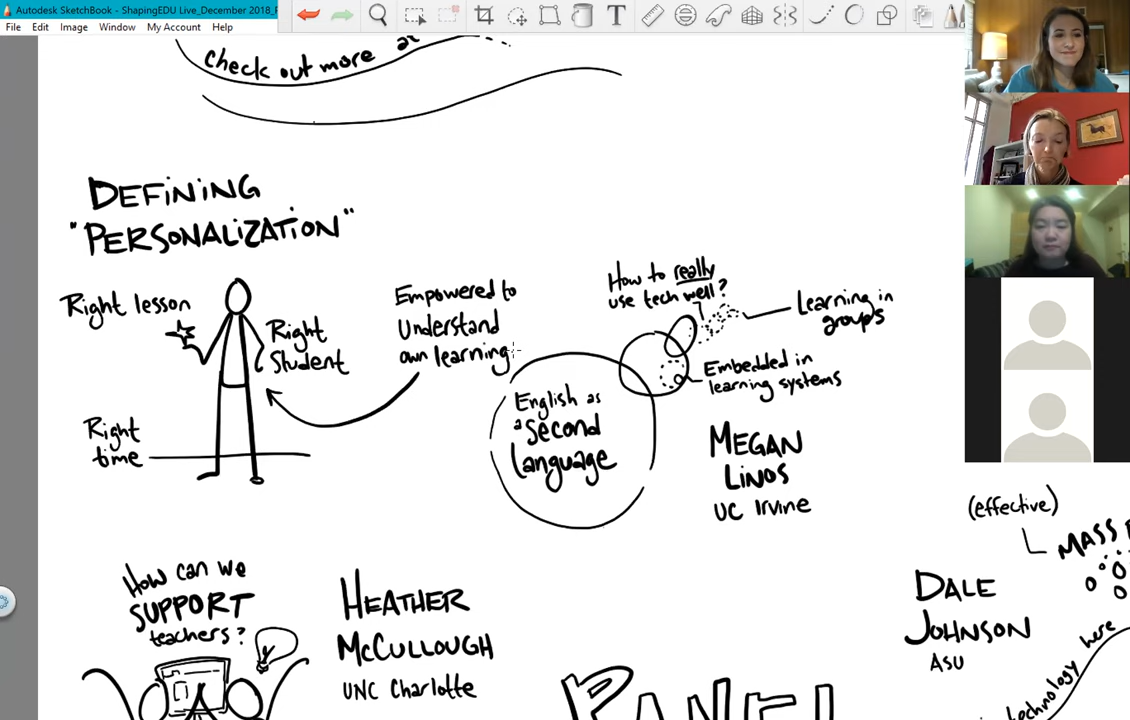 Autodesk SketchBook - ShapingEDU Live_December 2018_
File Edit Image Window My Account Help
check out more at
DEFINING
"PERSONALIZATION"
Right lesson
Right
Student
Right
time
Empowered to
Understand
own learning
How to really
use tech well?
Learning in
groups
Embedded in
learning systems
English as
a second
language
MEGAN
LINOS
UC Irvine
How can we
SUPPORT
teachers?
HEATHER
McCULLOUGH
UNC Charlotte
PANEL
(effective)
MASS
DALE
JOHNSON
ASU
technology here